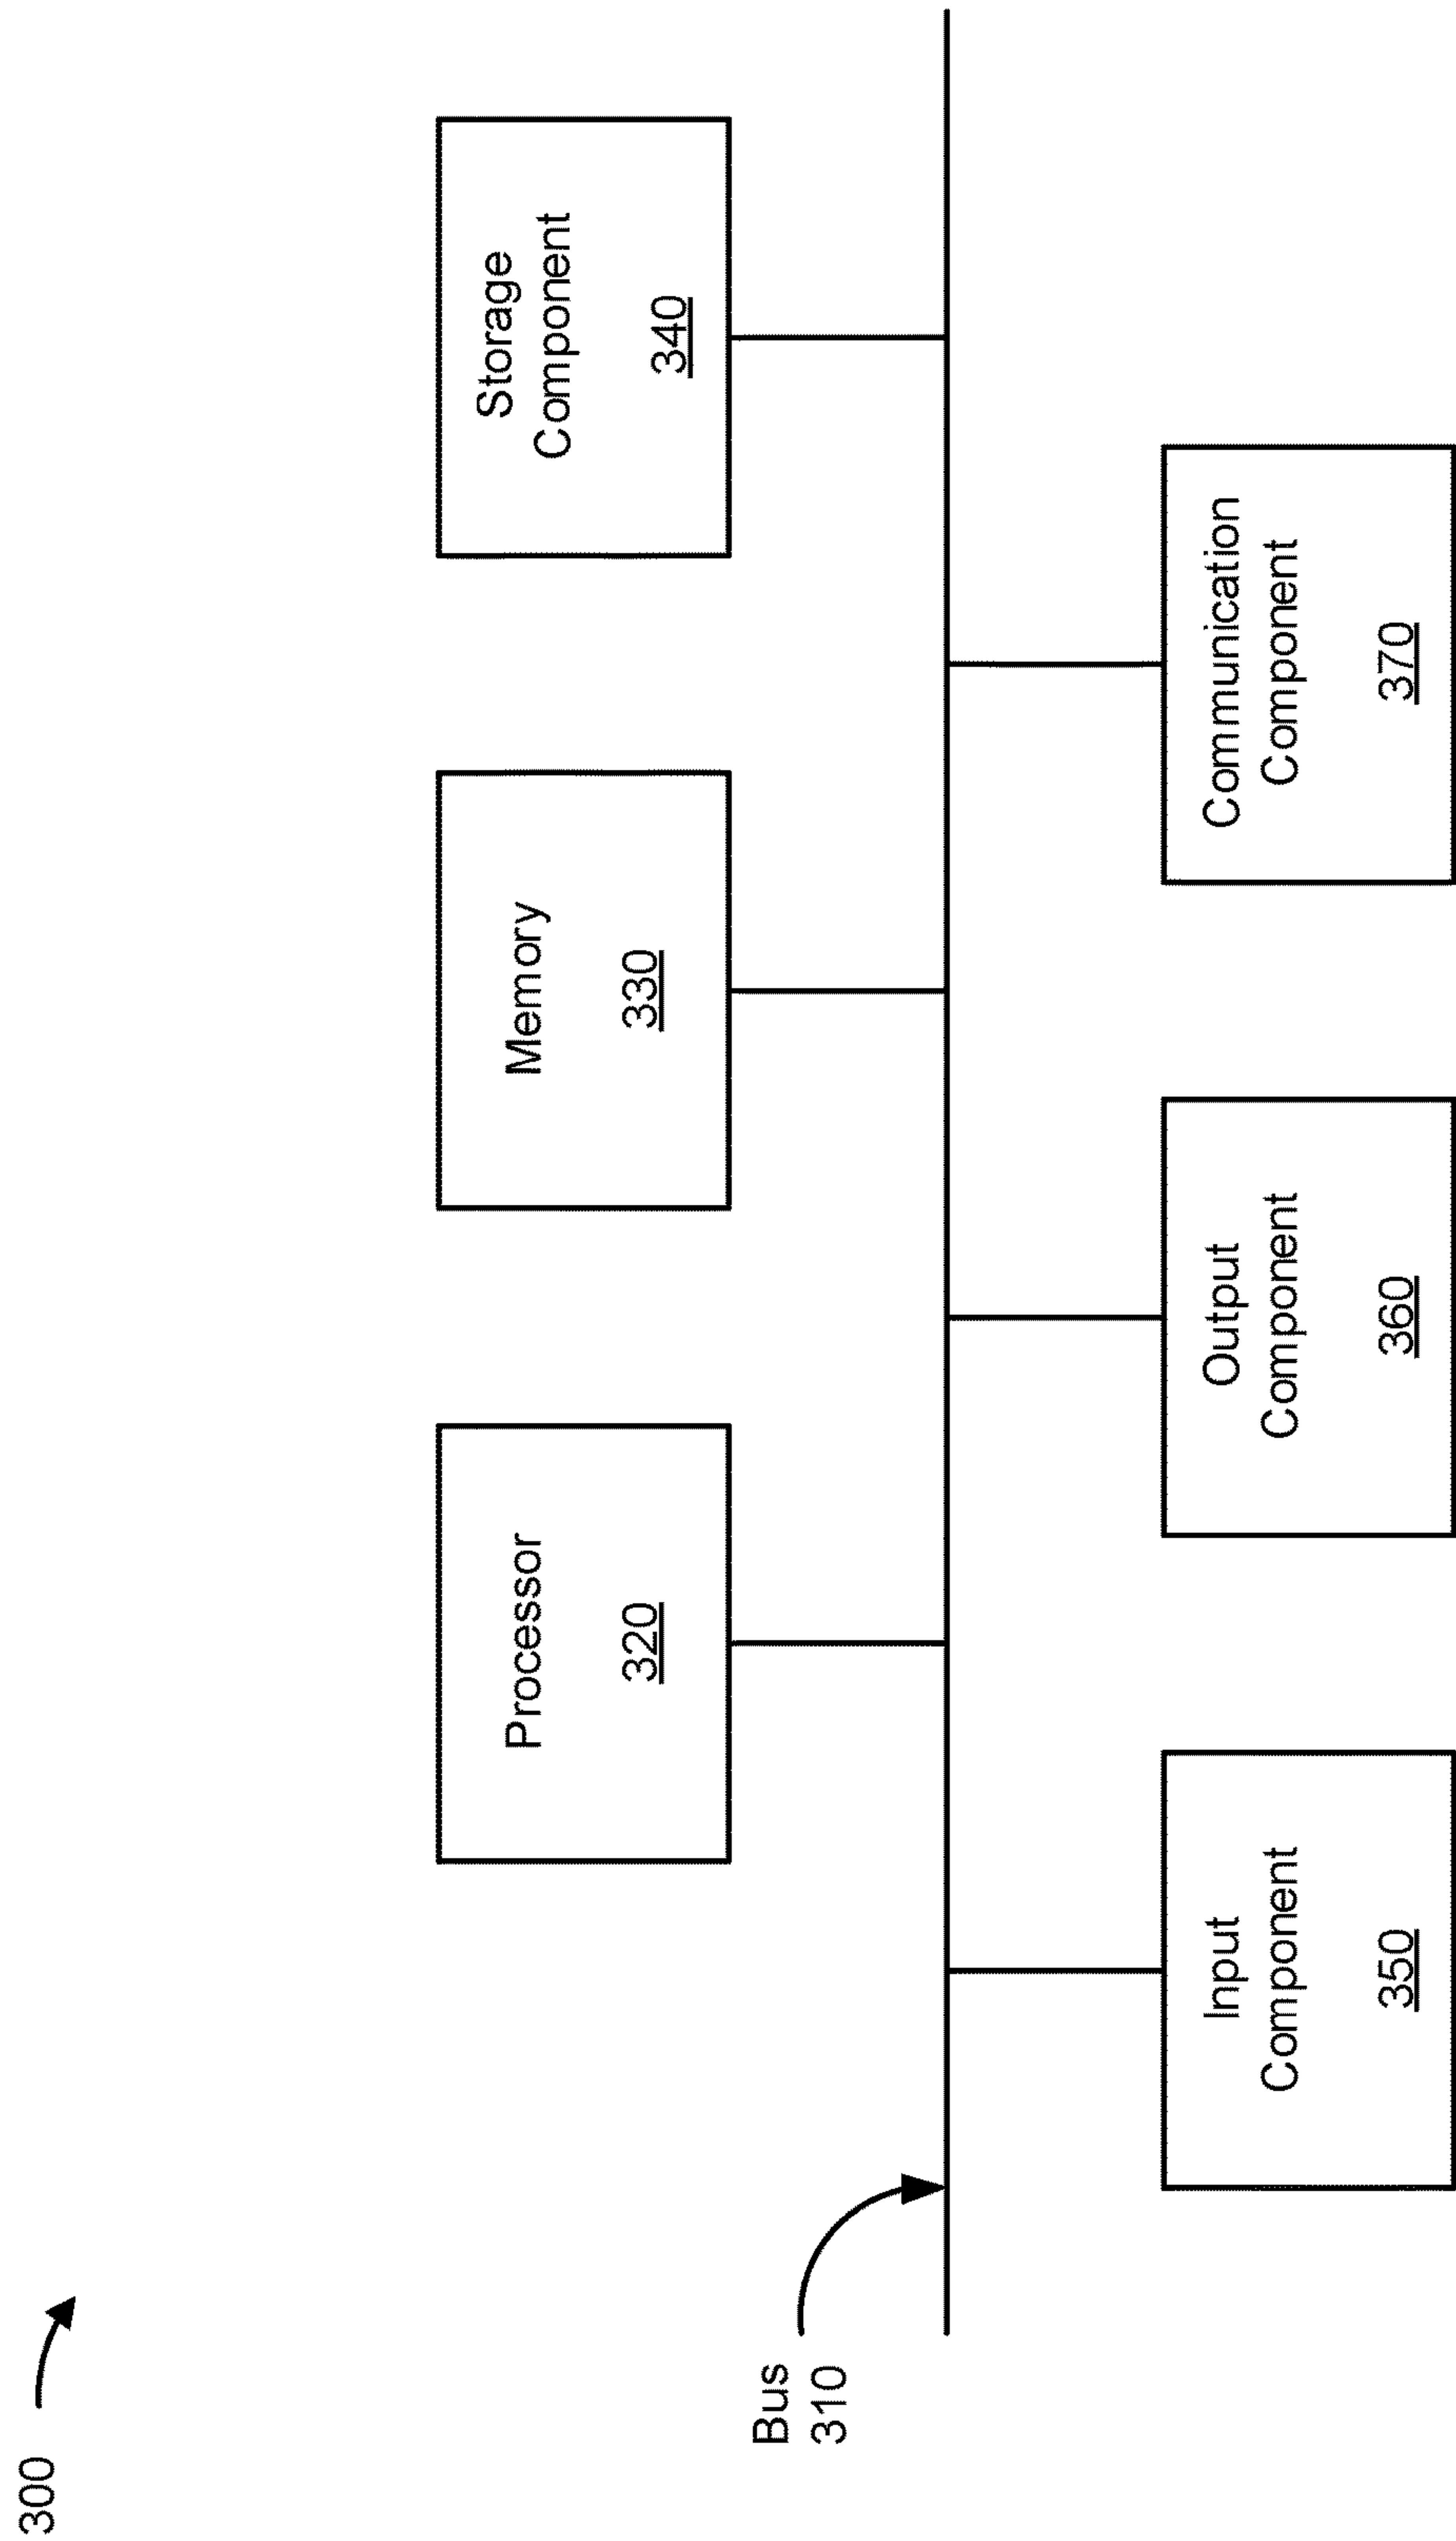 300
Processor
320
Memory
330
Storage
Component
340
Bus
310
Input
Component
350
Output
Component
360
Communication
Component
370